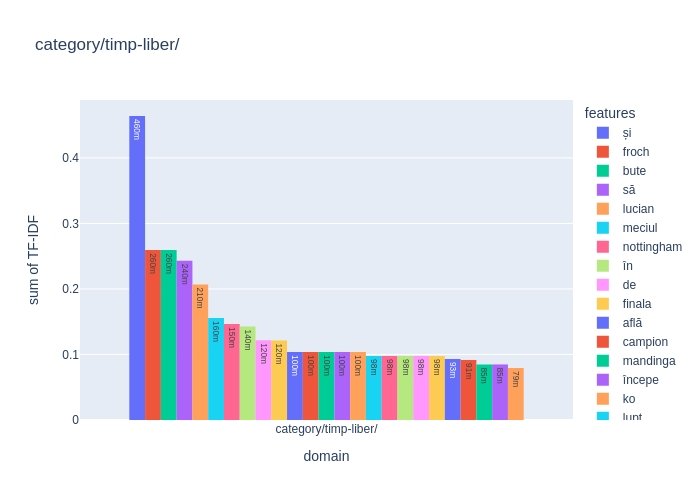 category/timp-liber/
features
și
froch
bute
să
lucian
meciul
nottingham
în
de
finala
află
campion
mandinga
începe
ko
lupt
sum of TF-IDF
0.4
0.3
0.2
0.1
0
460m
260m
260m
240m
210m
160m
150m
140m
120m
120m
100m
100m
100m
100m
100m
98m
98m
98m
98m
98m
93m
91m
85m
85m
79m
category/timp-liber/
domain